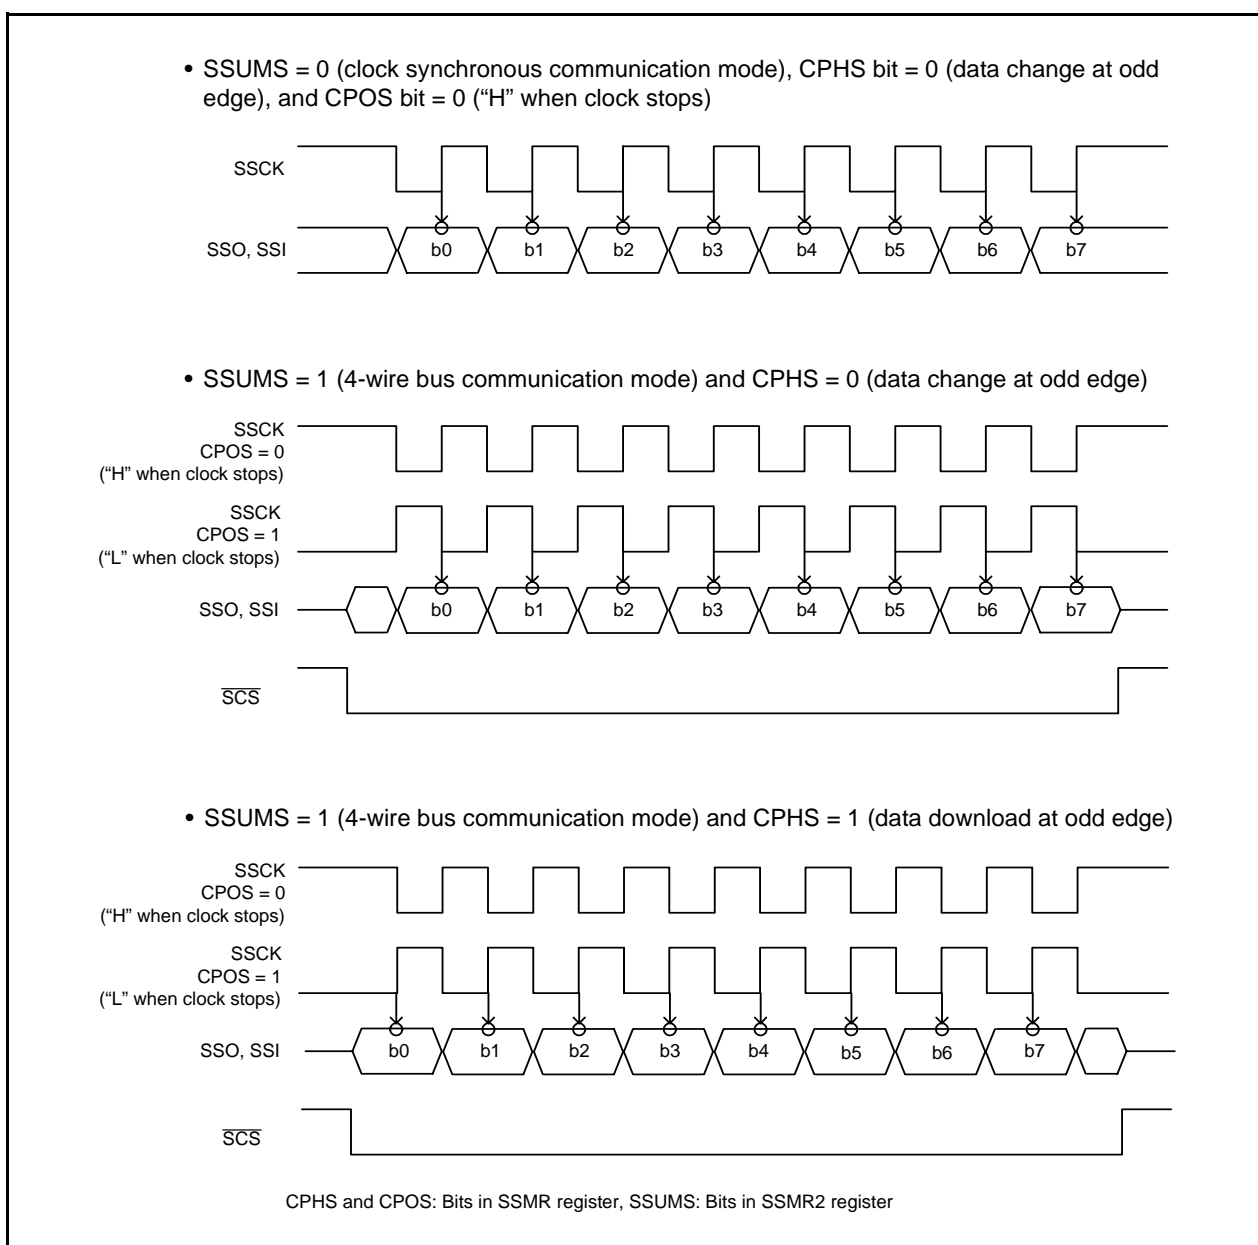 • SSUMS = 0 (clock synchronous communication mode), CPHS bit = 0 (data change at odd
edge), and CPOS bit = 0 (“H” when clock stops)
SSCK
SSO, SSI
b0 b1 b2 b3 b4 b5 b6 b7
• SSUMS = 1 (4-wire bus communication mode) and CPHS = 0 (data change at odd edge)
SSCK
CPOS = 0
(“H” when clock stops)
SSCK
CPOS = 1
(“L” when clock stops)
SSO, SSI
b0 b1 b2 b3 b4 b5 b6 b7
SCS
• SSUMS = 1 (4-wire bus communication mode) and CPHS = 1 (data download at odd edge)
SSCK
CPOS = 0
(“H” when clock stops)
SSCK
CPOS = 1
(“L” when clock stops)
SSO, SSI
b0 b1 b2 b3 b4 b5 b6 b7
SCS
CPHS and CPOS: Bits in SSMR register, SSUMS: Bits in SSMR2 register